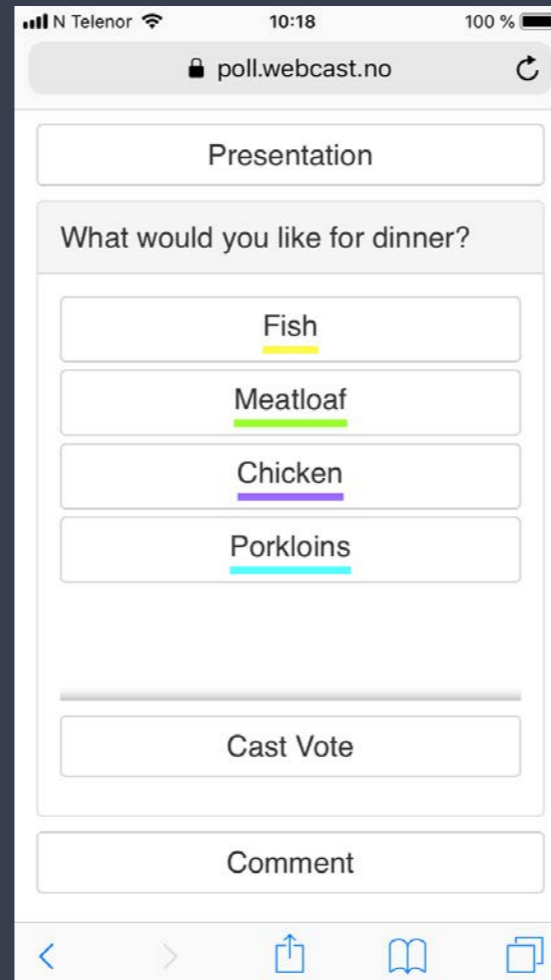 N Telenor 10:18 100 %
poll.webcast.no
Presentation
What would you like for dinner?
Fish
Meatloaf
Chicken
Porkloins
Cast Vote
Comment